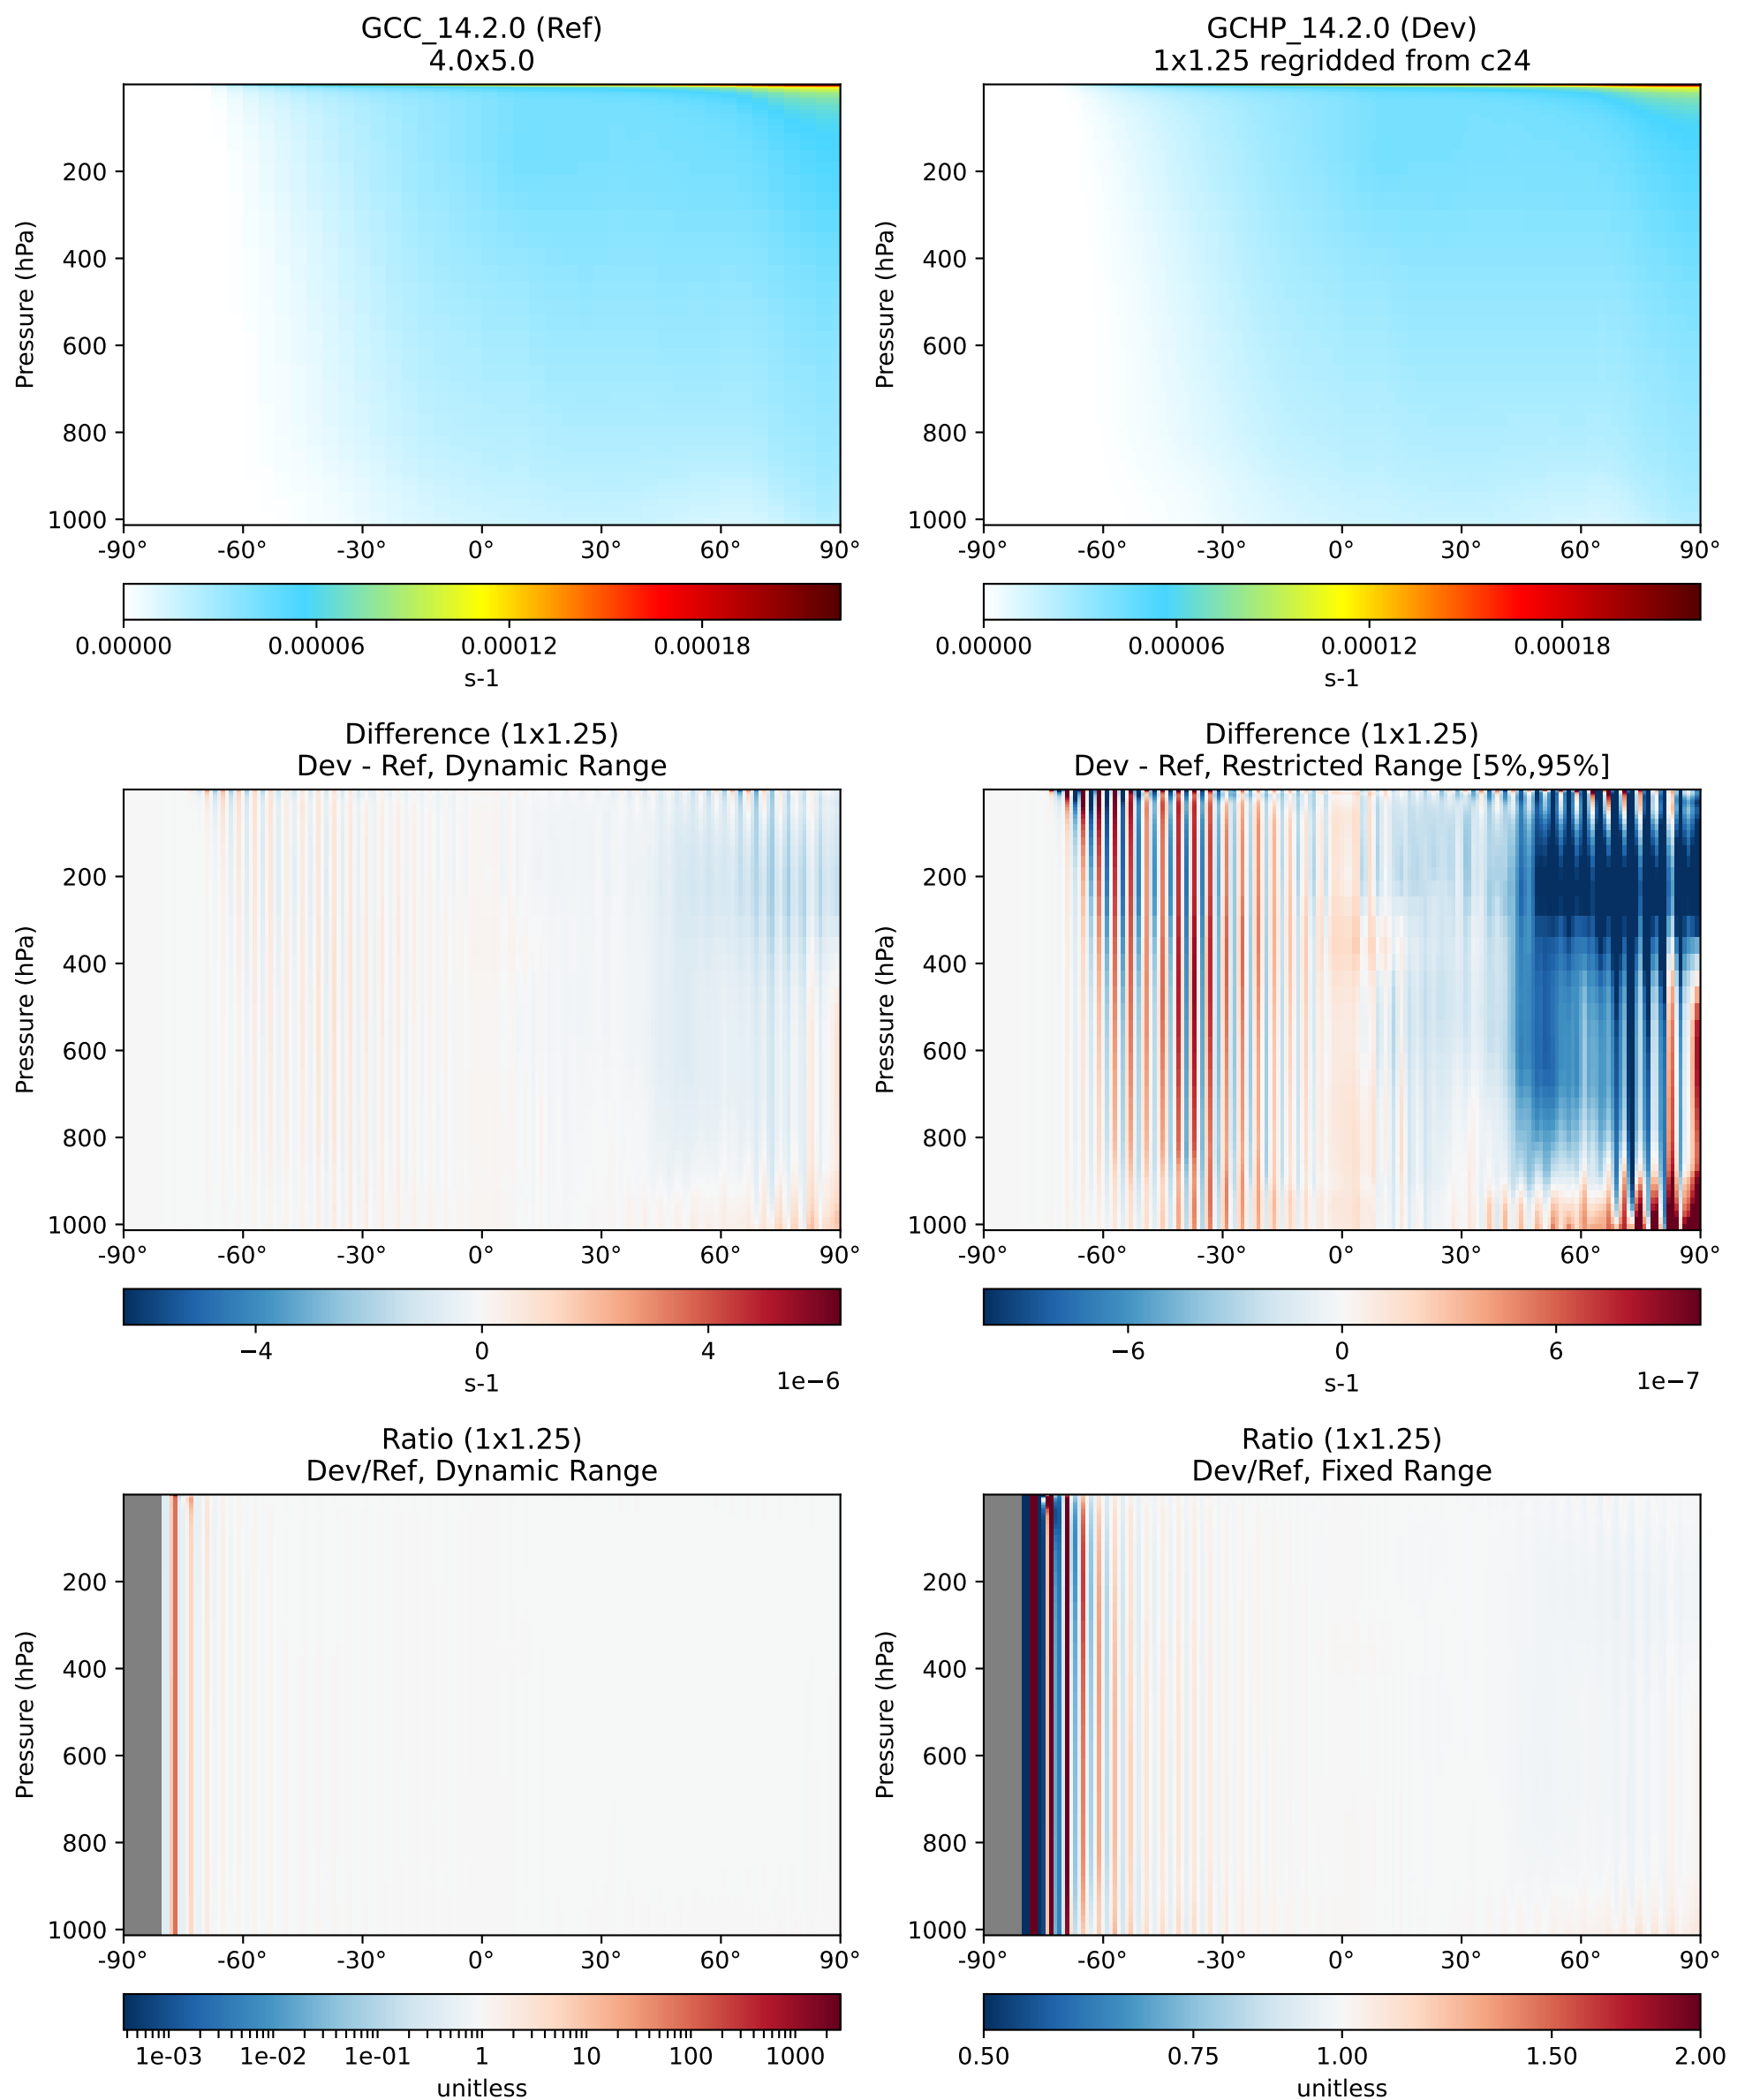 GCC_14.2.0 (Ref)
4.0x5.0
Pressure (hPa)
200
400
600
800
1000
-90° -60° -30° 0° 30° 60° 90°
0.00000 0.00006 0.00012 0.00018
s-1
GCHP_14.2.0 (Dev)
1x1.25 regridded from c24
Pressure (hPa)
200
400
600
800
1000
-90° -60° -30° 0° 30° 60° 90°
0.00000 0.00006 0.00012 0.00018
s-1
Difference (1x1.25)
Dev - Ref, Dynamic Range
Pressure (hPa)
200
400
600
800
1000
-90° -60° -30° 0° 30° 60° 90°
−4 0 4
s-1
1e−6
Difference (1x1.25)
Dev - Ref, Restricted Range [5%,95%]
Pressure (hPa)
200
400
600
800
1000
-90° -60° -30° 0° 30° 60° 90°
−6 0 6
s-1
1e−7
Ratio (1x1.25)
Dev/Ref, Dynamic Range
Pressure (hPa)
200
400
600
800
1000
-90° -60° -30° 0° 30° 60° 90°
1e-03 1e-02 1e-01 1 10 100 1000
unitless
Ratio (1x1.25)
Dev/Ref, Fixed Range
Pressure (hPa)
200
400
600
800
1000
-90° -60° -30° 0° 30° 60° 90°
0.50 0.75 1.00 1.50 2.00
unitless